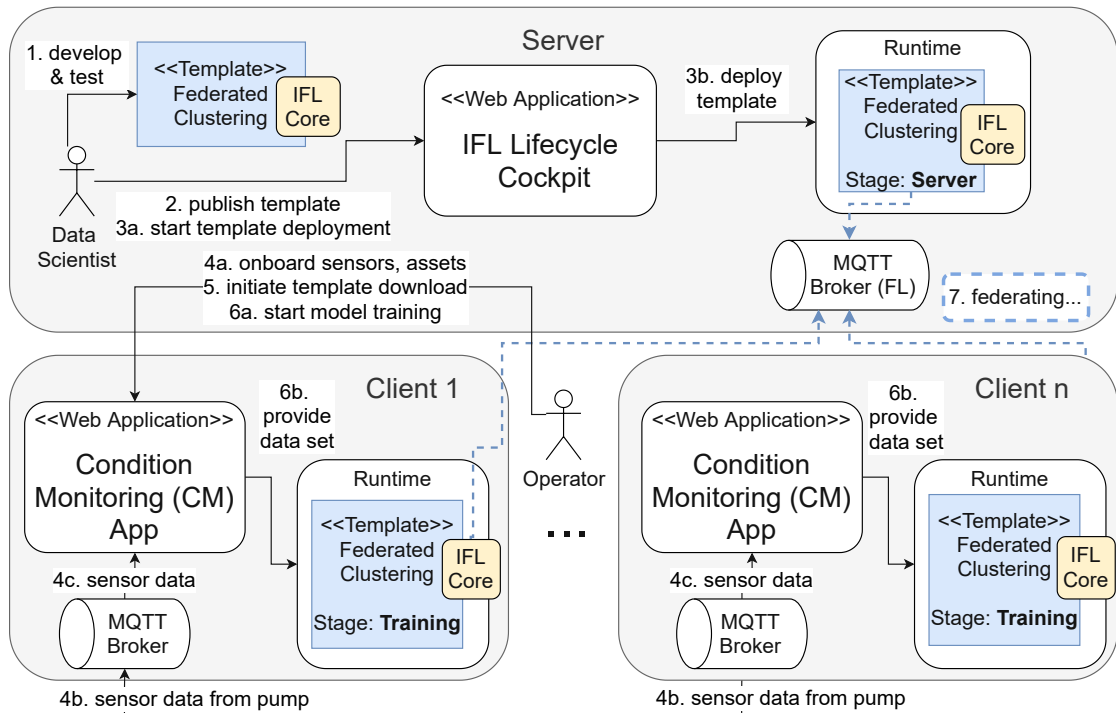 Server
1. develop
& test
<<Template>>
Federated
Clustering
IFL
Core
<<Web Application>>
IFL Lifecycle
Cockpit
3b. deploy
template
Runtime
<<Template>>
Federated
Clustering
IFL
Core
Stage: Server
Data
Scientist
2. publish template
3a. start template deployment
MQTT
Broker (FL)
7. federating...
4a. onboard sensors, assets
5. initiate template download
6a. start model training
Client 1
<<Web Application>>
Condition
Monitoring (CM)
App
6b.
provide
data set
Runtime
<<Template>>
Federated
Clustering
IFL
Core
Stage: Training
4c. sensor data
MQTT
Broker
4b. sensor data from pump
Operator
...
Client n
<<Web Application>>
Condition
Monitoring (CM)
App
6b.
provide
data set
Runtime
<<Template>>
Federated
Clustering
IFL
Core
Stage: Training
4c. sensor data
MQTT
Broker
4b. sensor data from pump